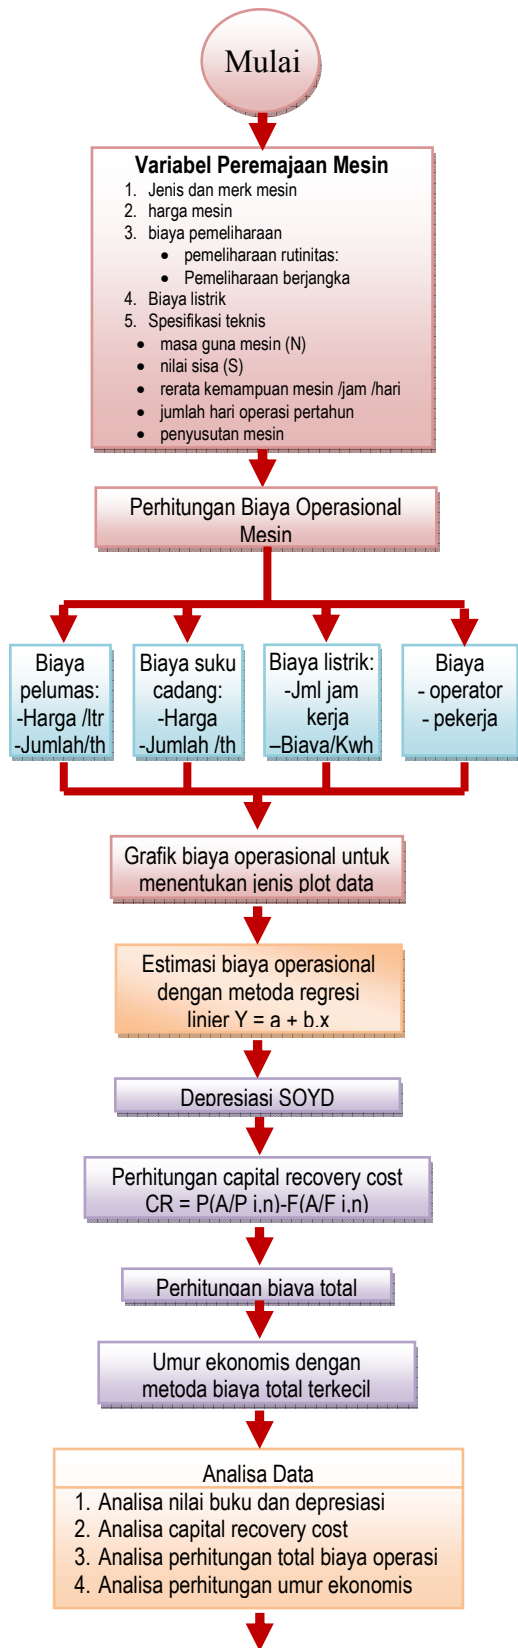 Mulai
Variabel Peremajaan Mesin
1. Jenis dan merk mesin
2. harga mesin
3. biaya pemeliharaan
• pemeliharaan rutinitas:
• Pemeliharaan berjangka
4. Biaya listrik
5. Spesifikasi teknis
• masa guna mesin (N)
• nilai sisa (S)
• rerata kemampuan mesin /jam /hari
• jumlah hari operasi pertahun
• penyusutan mesin
Perhitungan Biaya Operasional
Mesin
Biaya
pelumas:
-Harga /ltr
-Jumlah/th
Biaya suku
cadang:
-Harga
-Jumlah /th
Biaya listrik:
-Jml jam
kerja
–Biaya/Kwh
Biaya
- operator
- pekerja
Grafik biaya operasional untuk
menentukan jenis plot data
Estimasi biaya operasional
dengan metoda regresi
linier Y = a + b.x
Depresiasi SOYD
Perhitungan capital recovery cost
CR = P(A/P i,n)-F(A/F i,n)
Perhitungan biaya total
Umur ekonomis dengan
metoda biaya total terkecil
Analisa Data
1. Analisa nilai buku dan depresiasi
2. Analisa capital recovery cost
3. Analisa perhitungan total biaya operasi
4. Analisa perhitungan umur ekonomis